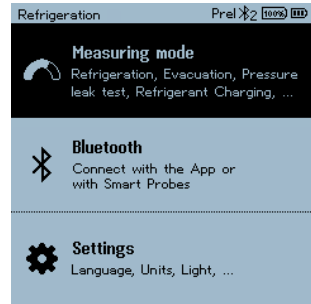 Refrigeration Prel 2 100%
Measuring mode
Refrigeration, Evacuation, Pressure
leak test, Refrigerant Charging, ...
Bluetooth
Connect with the App or
with Smart Probes
Settings
Language, Units, Light, ...